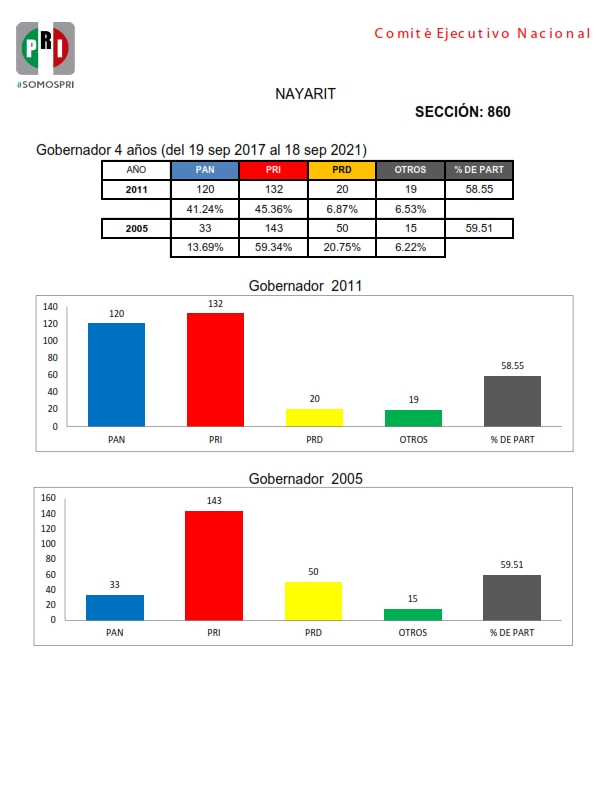 PRI
#SOMOSPRI
Comité Ejecutivo Nacional
NAYARIT
SECCIÓN: 860
Gobernador 4 años (del 19 sep 2017 al 18 sep 2021)
AÑO PAN PRI PRD OTROS % DE PART
2011 120 132 20 19 58.55
41.24% 45.36% 6.87% 6.53%
2005 33 143 50 15 59.51
13.69% 59.34% 20.75% 6.22%
Gobernador 2011
140
120
100
80
60
40
20
0
120
132
20
19
58.55
PAN PRI PRD OTROS % DE PART
Gobernador 2005
160
140
120
100
80
60
40
20
0
33
143
50
15
59.51
PAN PRI PRD OTROS % DE PART